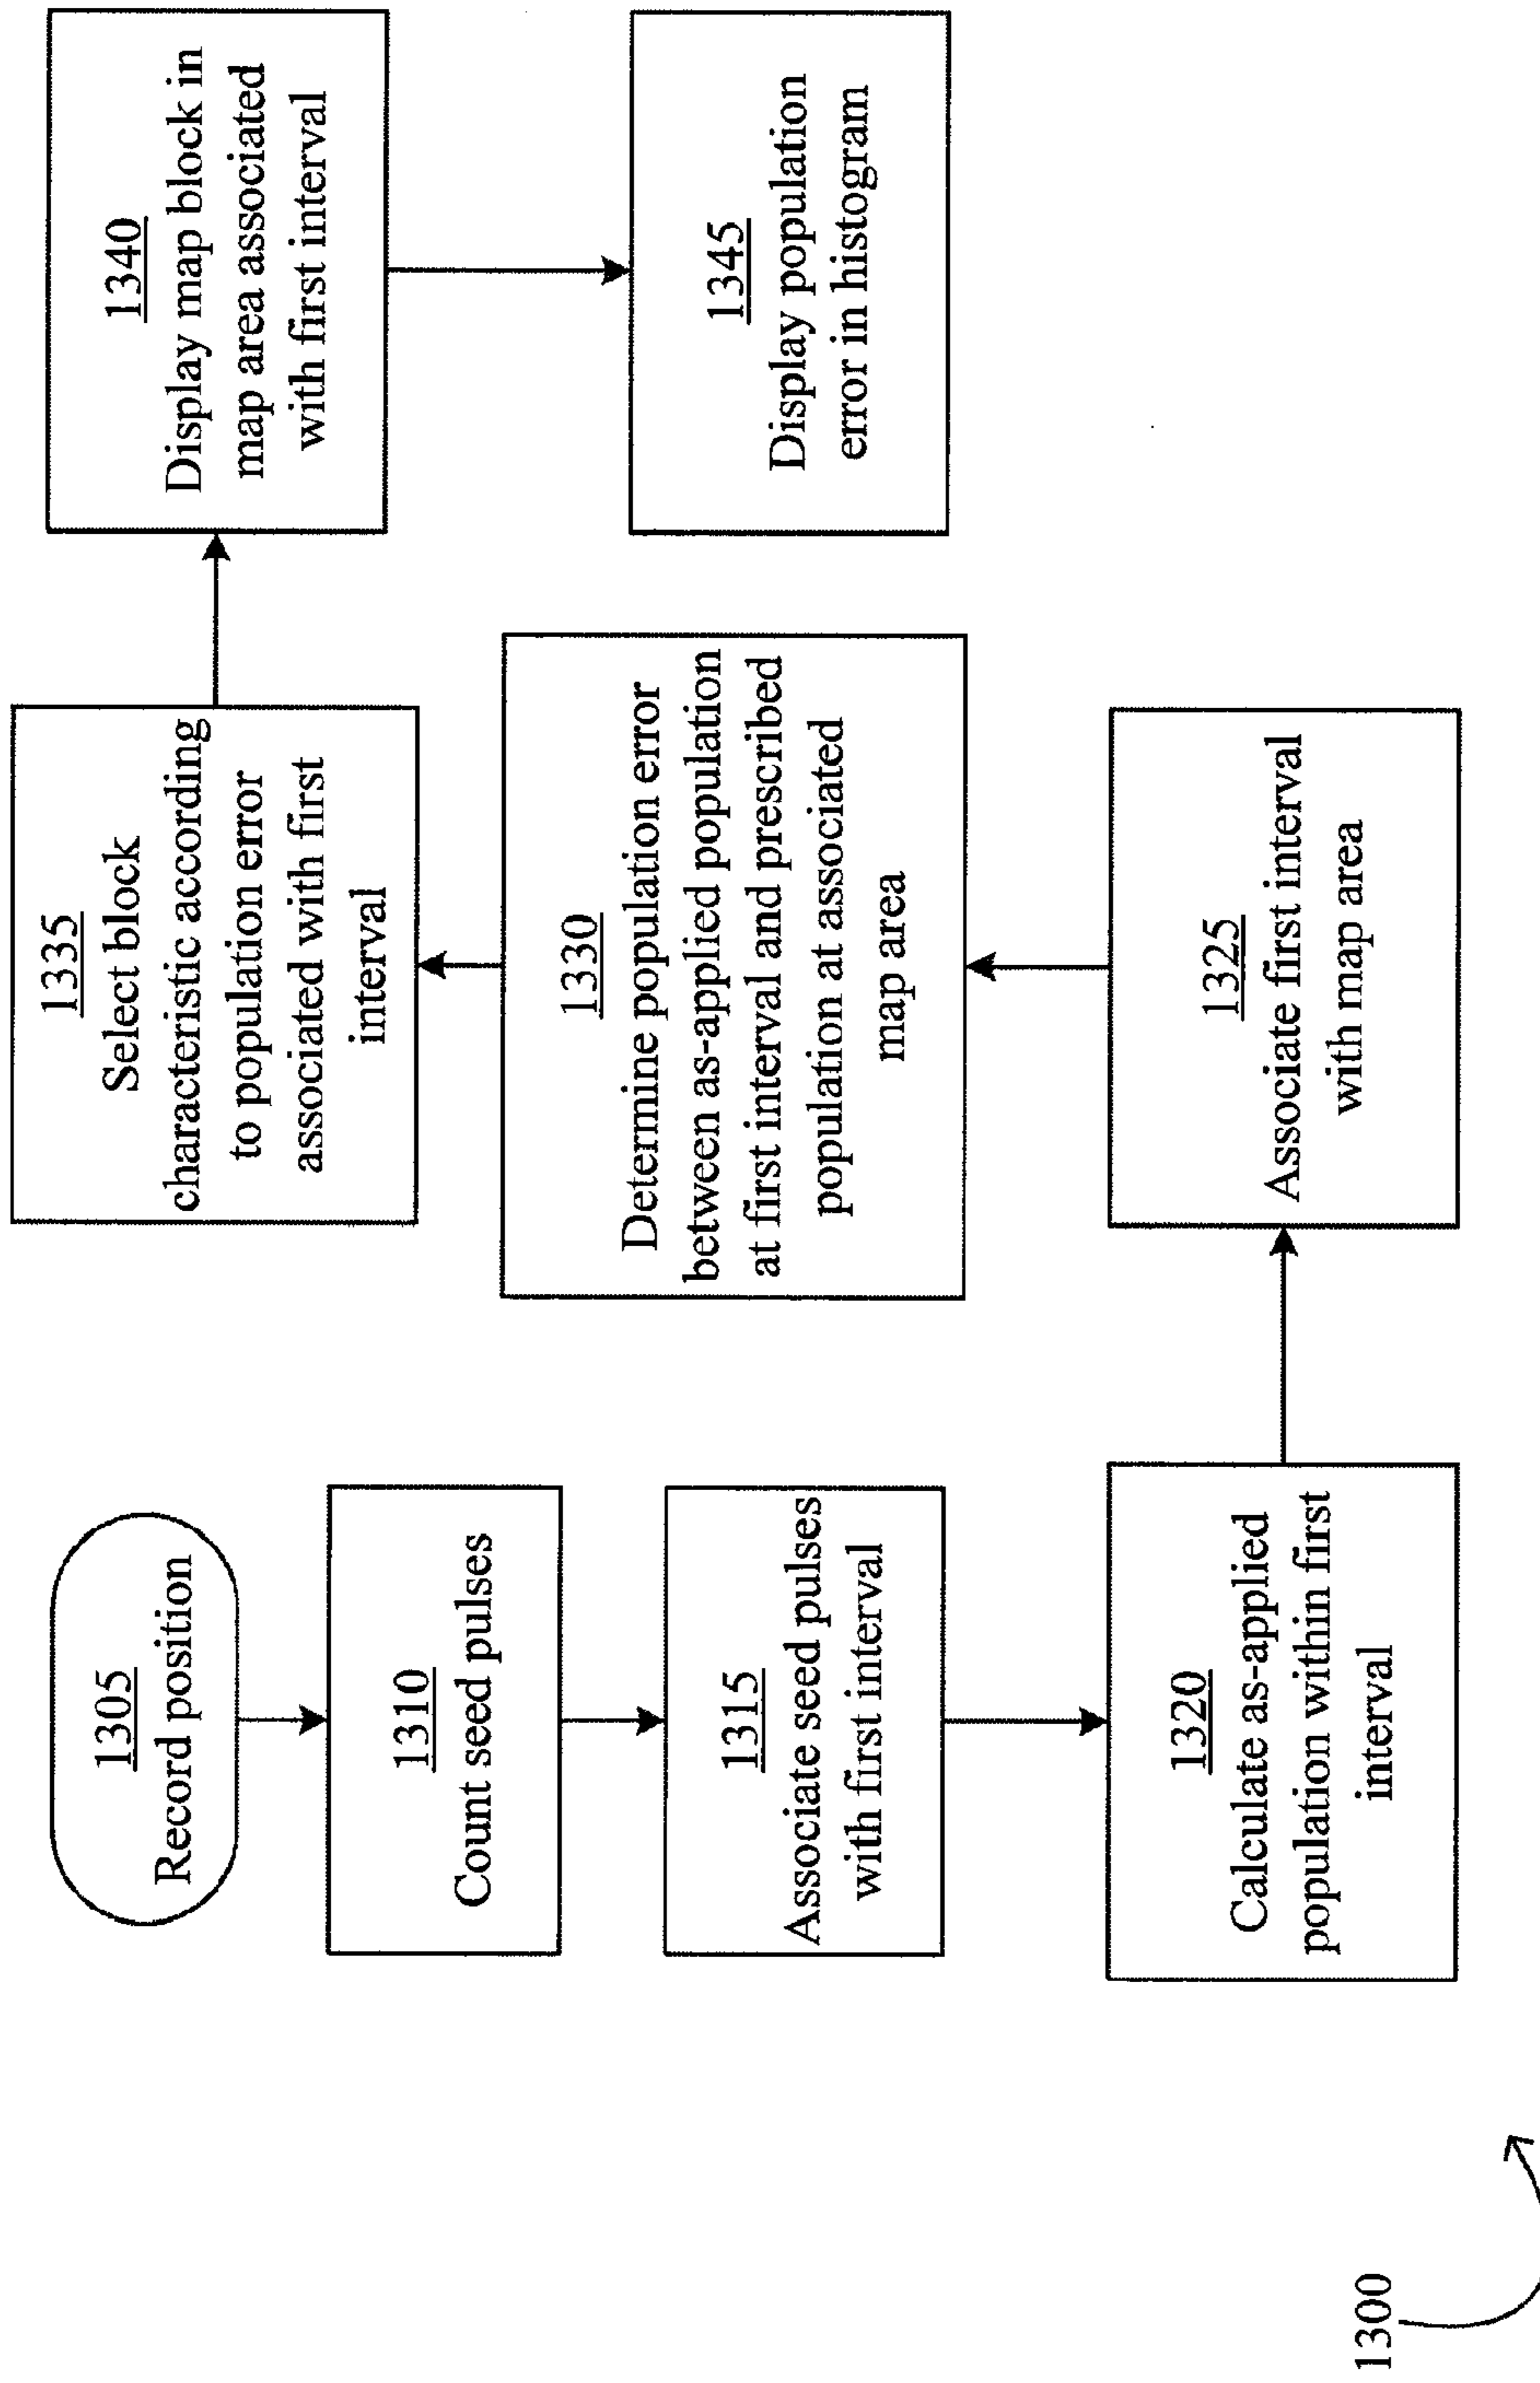 1305
Record position
1310
Count seed pulses
1315
Associate seed pulses
with first interval
1320
Calculate as-applied
population within first
interval
1325
Associate first interval
with map area
1330
Determine population error
between as-applied population
at first interval and prescribed
population at associated
map area
1335
Select block
characteristic according
to population error
associated with first
interval
1340
Display map block in
map area associated
with first interval
1345
Display population
error in histogram
1300